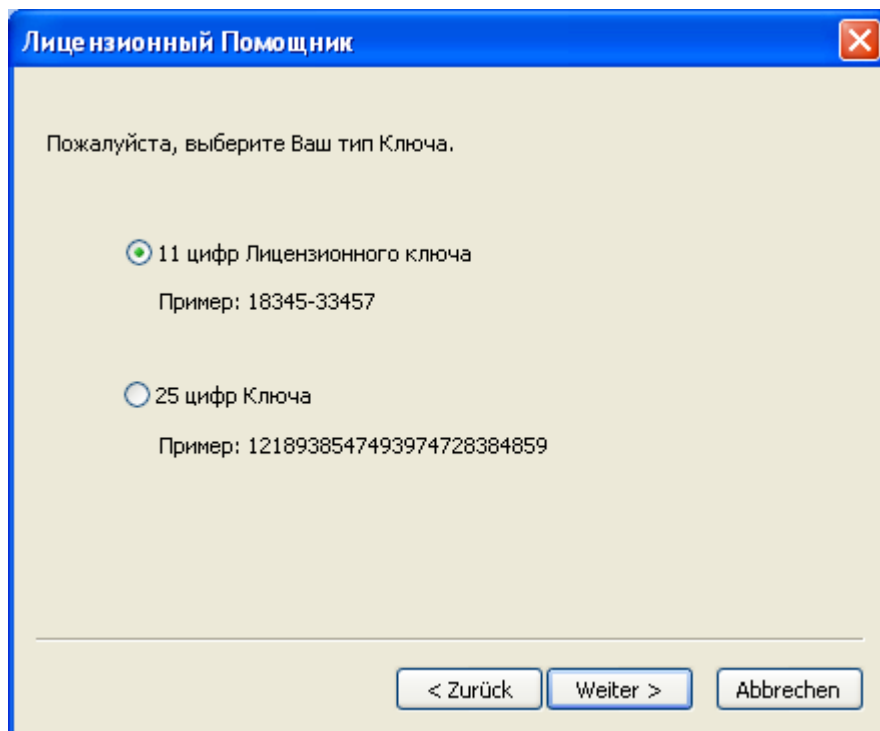 Лицензионный Помощник
Пожалуйста, выберите Ваш тип Ключа.
11 цифр Лицензионного ключа
Пример: 18345-33457
25 цифр Ключа
Пример: 1218938547493974728384859
< Zurück
Weiter >
Abbrechen